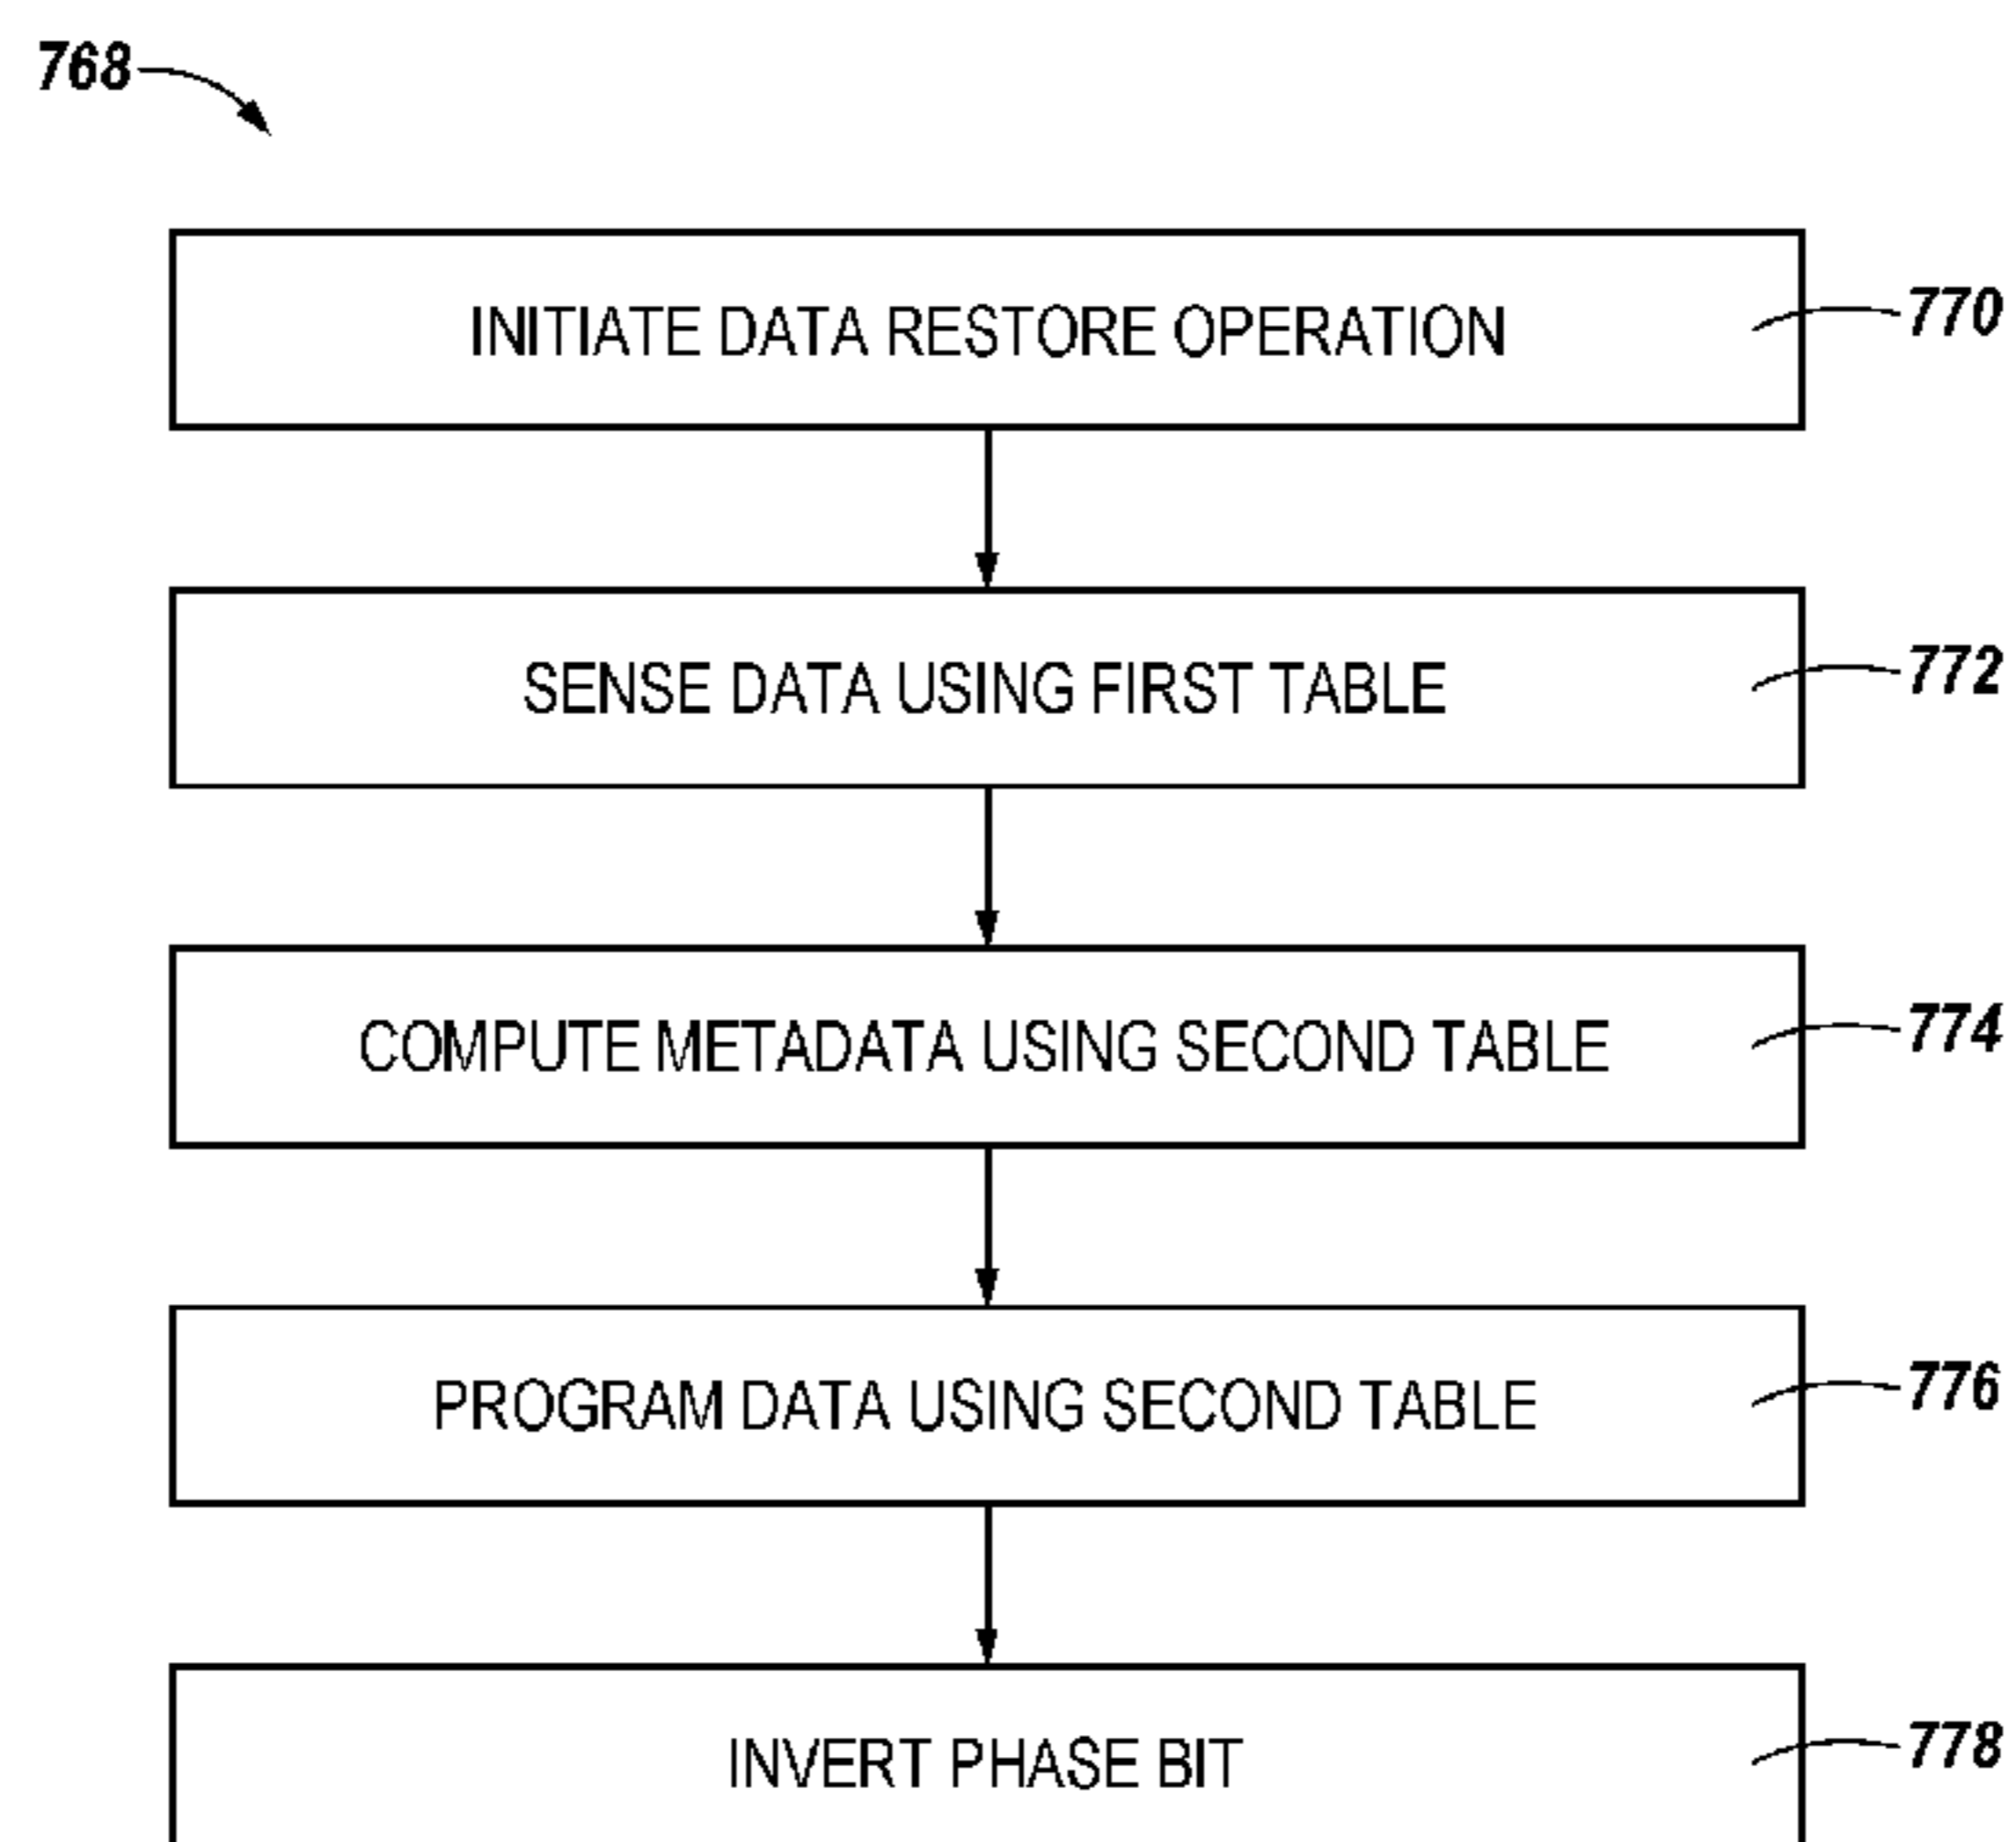 768
INITIATE DATA RESTORE OPERATION
770
SENSE DATA USING FIRST TABLE
772
COMPUTE METADATA USING SECOND TABLE
774
PROGRAM DATA USING SECOND TABLE
776
INVERT PHASE BIT
778